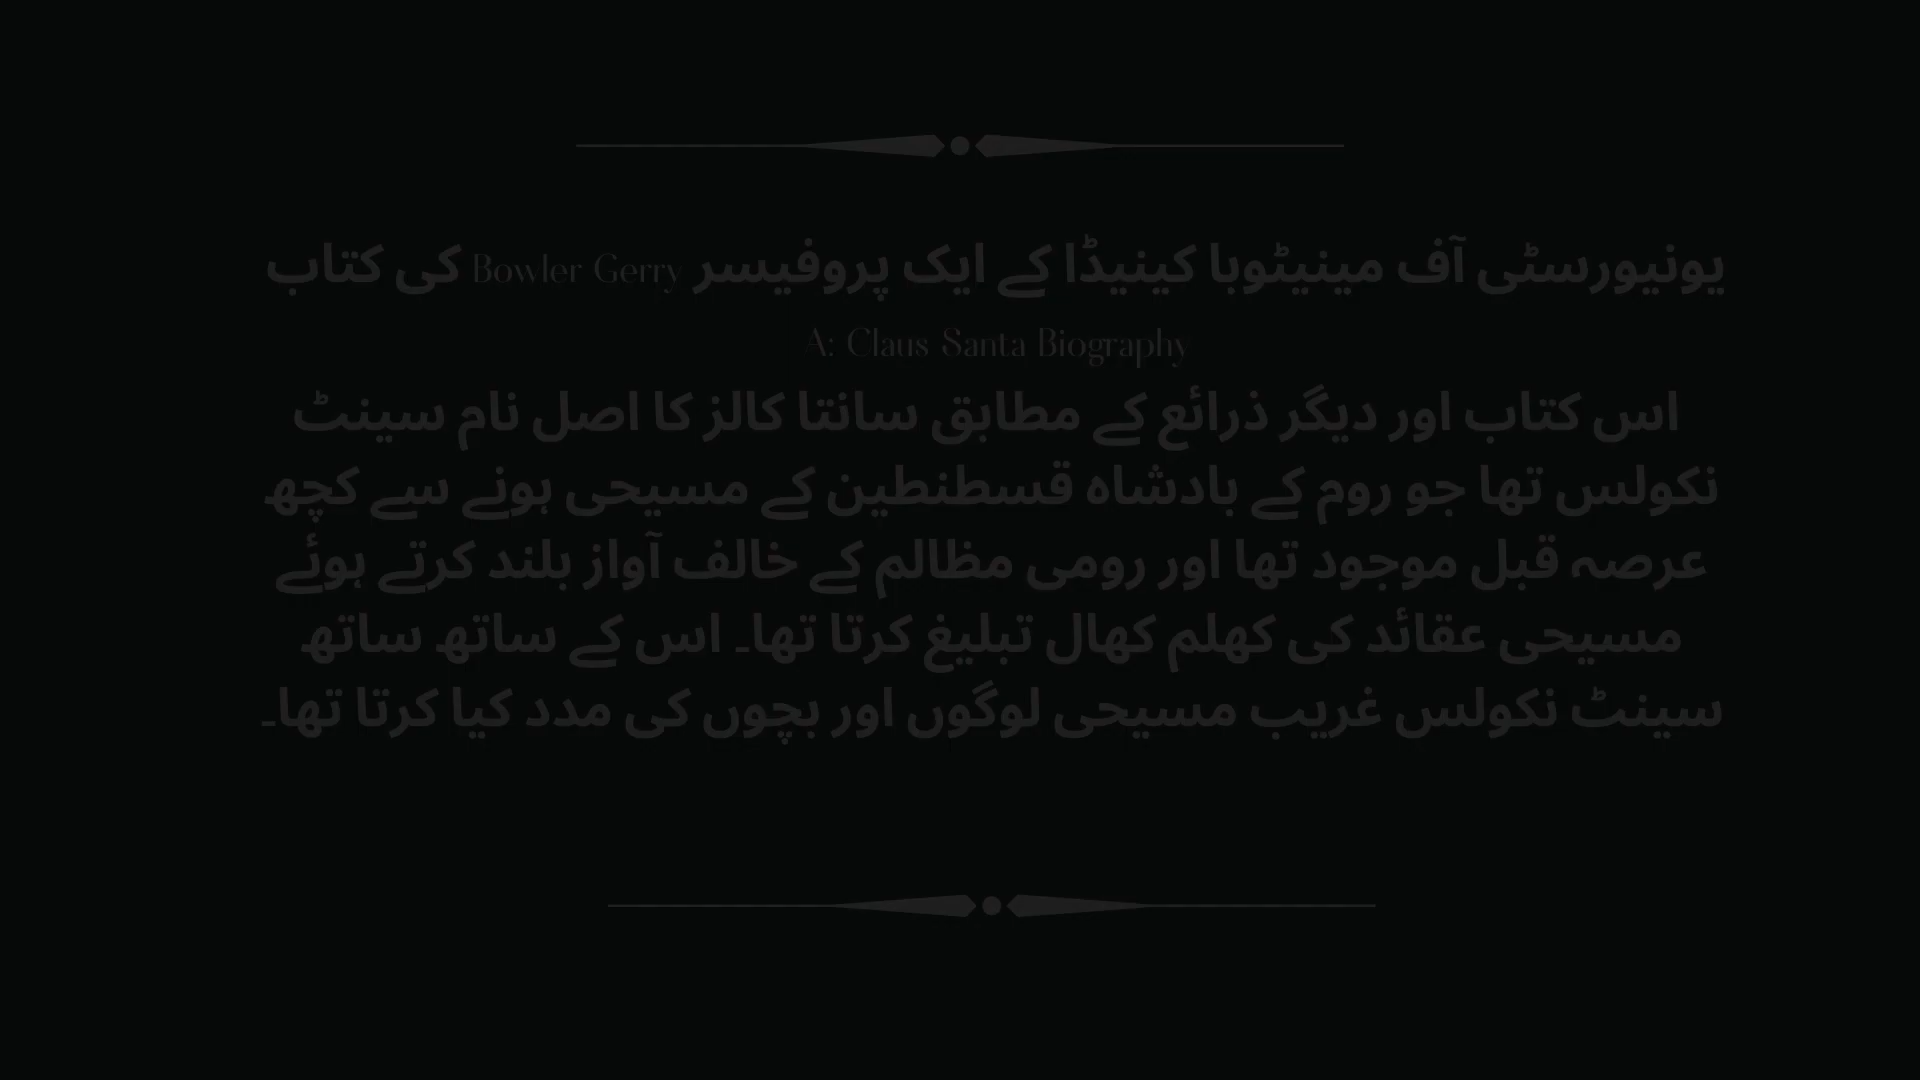 یونیورسٹی آف مینیٹوبا کینیڈا کے ایک پروفیسر Bowler Gerry کی کتاب
A: Claus Santa Biography
اس کتاب اور دیگر ذرائع کے مطابق سانتا کالز کا اصل نام سینٹ
نکولس تھا جو روم کے بادشاہ قسطنطین کے مسیحی ہونے سے کچھ
عرصہ قبل موجود تھا اور رومی مظالم کے خالف آواز بلند کرتے ہوئے
مسیحی عقائد کی کھلم کھال تبلیغ کرتا تھا۔ اس کے ساتھ ساتھ
سینٹ نکولس غریب مسیحی لوگوں اور بچوں کی مدد کیا کرتا تھا۔